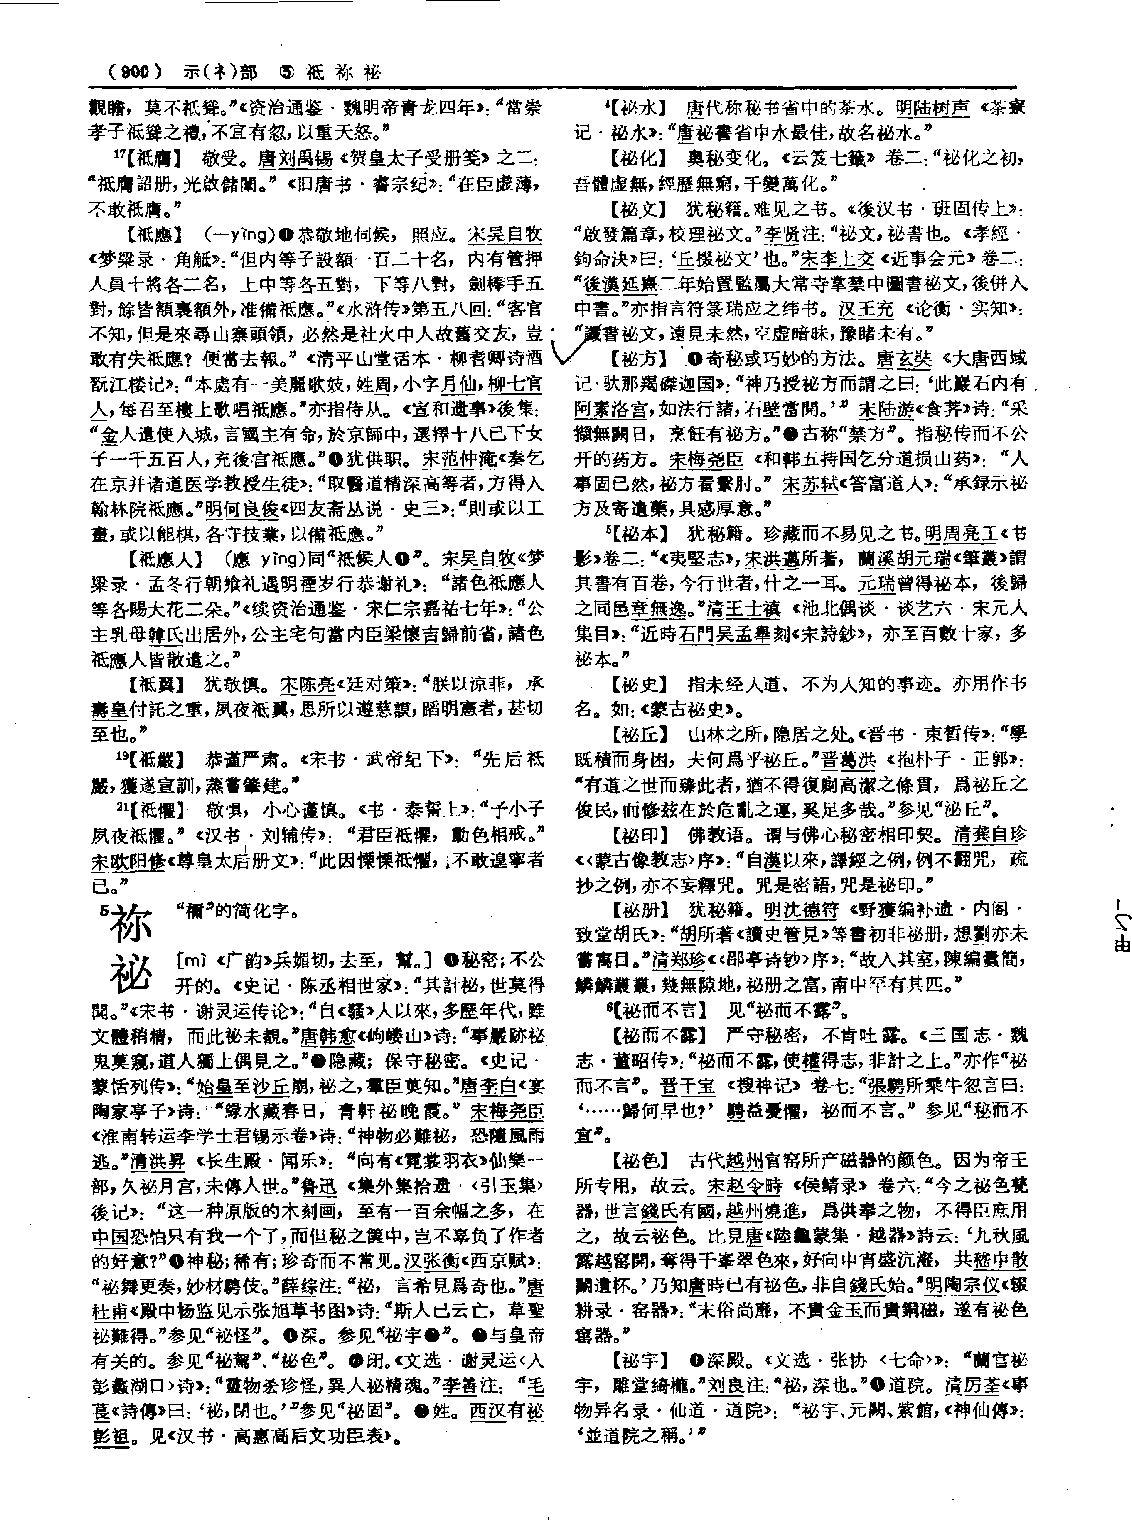 (900) 示(礻)部 ⑤ 祗 祢 祕
觀瞻，莫不祗聳。”《资治通鉴·魏明帝青龙四年》：“當崇
孝子祗聳之禮，不宜有忽，以重天怒。”
17【祗膺】 敬受。唐刘禹锡《贺皇太子受册笺》之二：
“祗膺詔册，光啟儲闈。”《旧唐书·睿宗纪》：“在臣虚薄，
不敢祗膺。”
【祗應】 (—yìng)❶恭敬地伺候，照应。宋吴自牧
《梦粱录·角觝》：“但内等子設額一百二十名，内有管押
人員十將各二名，上中等各五對，下等八對，劍棒手五
對，餘皆額裏額外，准備祗應。”《水浒传》第五八回：“客官
不知，但是來尋山寨頭領，必然是社火中人故舊交友，豈
敢有失祗應？便當去報。”《清平山堂话本·柳耆卿诗酒
翫江楼记》：“本處有一美麗歌妓，姓周，小字月仙，柳七官
人，每召至樓上歌唱祗應。”亦指侍从。《宣和遗事》後集：
“金人遣使入城，言國主有命，於京師中，選擇十八已下女
子一千五百人，充後宫祗應。”❷犹供职。宋范仲淹《奏乞
在京并诸道医学教授生徒》：“取醫道精深高等者，方得入
翰林院祗應。”明何良俊《四友斋丛说·史三》：“則或以工
畫，或以能棋，各守技業，以備祗應。”
【祗應人】 (應 yìng)同“祗候人❶”。宋吴自牧《梦
粱录·孟冬行朝飨礼遇明禋岁行恭谢礼》：“諸色祗應人
等各賜大花二朵。”《续资治通鉴·宋仁宗嘉祐七年》：“公
主乳母韓氏出居外，公主宅句當内臣梁懷吉歸前省，諸色
祗應人皆散遣之。”
【祗翼】 犹敬慎。宋陈亮《廷对策》：“朕以涼菲，承
壽皇付託之重，夙夜祗翼，思所以遵慈謨，蹈明憲者，甚切
至也。”
19【祗嚴】 恭谨严肃。《宋书·武帝纪下》：“先后祗
嚴，獲遂宣訓，蒸蓄肇建。”
21【祗懼】 敬惧，小心谨慎。《书·泰誓上》：“予小子
夙夜祗懼。”《汉书·刘辅传》：“君臣祗懼，動色相戒。”
宋欧阳修《尊皇太后册文》：“此因慄慄祗懼，不敢遑寧者
已。”
5祢 “禰”的简化字。
祕 [mì《广韵》兵媚切，去至，幫。]❶秘密；不公
开的。《史记·陈丞相世家》：“其計祕，世莫得
聞。”《宋书·谢灵运传论》：“自《騷》人以來，多歷年代，雖
文體稍精，而此祕未覩。”唐韩愈《岣嵝山》诗：“事嚴跡祕
鬼莫窺，道人獨上偶見之。”❷隐藏；保守秘密。《史记·
蒙恬列传》：“始皇至沙丘崩，祕之，羣臣莫知。”唐李白《宴
陶家亭子》诗：“緑水藏春日，青軒祕晚霞。”宋梅尧臣
《淮南转运李学士君锡示卷》诗：“神物必難祕，恐隨風雨
逃。”清洪昇《长生殿·闻乐》：“向有《霓裳羽衣》仙樂一
部，久祕月宫，未傳人世。”鲁迅《集外集拾遗·〈引玉集〉
後记》：“这一种原版的木刻画，至有一百余幅之多，在
中国恐怕只有我一个了，而但秘之箧中，岂不辜负了作者
的好意？”❸神秘；稀有；珍奇而不常见。汉张衡《西京赋》：
“祕舞更奏，妙材騁伎。”薛综注：“祕，言希見爲奇也。”唐
杜甫《殿中杨监见示张旭草书图》诗：“斯人已云亡，草聖
祕難得。”参见“祕怪”。❹深。参见“祕宇❶”。❺与皇帝
有关的。参见“祕駕”、“祕色”。❻闭。《文选·谢灵运〈入
彭蠡湖口〉诗》：“靈物吝珍怪，異人祕精魂。”李善注：“毛
萇《詩傳》曰：‘祕，閉也。’”参见“祕固”。❼姓。西汉有祕
彭祖。见《汉书·高惠高后文功臣表》。
4【祕水】 唐代称秘书省中的茶水。明陆树声《茶寮
记·祕水》：“唐祕書省中水最佳，故名祕水。”
【祕化】 奥秘变化。《云笈七籤》卷二：“祕化之初，
吾體虚無，經歷無窮，千變萬化。”
【祕文】 犹秘籍。难见之书。《後汉书·班固传上》：
“啟發篇章，校理祕文。”李贤注：“祕文，祕書也。《孝經·
鉤命決》曰：‘丘掇祕文’也。”宋李上交《近事会元》卷二：
“後漢延熹二年始置監屬太常寺掌禁中圖書祕文，後併入
中書。”亦指言符箓瑞应之纬书。汉王充《论衡·实知》：
“讖書祕文，遠見未然，空虚暗昧，豫睹未有。”
【祕方】 ❶奇秘或巧妙的方法。唐玄奘《大唐西域
记·驮那羯磔迦国》：“神乃授秘方而謂之曰：‘此巖石内有
阿素洛宫，如法行請，石壁當開。’”宋陆游《食荠》诗：“采
擷無闕日，烹飪有祕方。”❷古称“禁方”。指秘传而不公
开的药方。宋梅尧臣《和韩五持国乞分道损山药》：“人
事固已然，祕方看繫肘。”宋苏轼《答富道人》：“承録示祕
方及寄遺藥，具感厚意。”
5【祕本】 犹秘籍。珍藏而不易见之书。明周亮工《书
影》卷二：“《夷堅志》，宋洪邁所著，蘭溪胡元瑞《筆叢》謂
其書有百卷，今行世者，什之一耳。元瑞曾得祕本，後歸
之同邑章無逸。”清王士禛《池北偶谈·谈艺六·宋元人
集目》：“近時石門吴孟舉刻《宋詩鈔》，亦至百數十家，多
祕本。”
【祕史】 指未经人道、不为人知的事迹。亦用作书
名。如：《蒙古祕史》。
【祕丘】 山林之所，隐居之处。《晋书·束晳传》：“學
既積而身困，夫何爲乎祕丘。”晋葛洪《抱朴子·正郭》：
“有道之世而臻此者，猶不得復廁高潔之條貫，爲祕丘之
俊民，而修兹在於危亂之運，奚足多哉。”参见“泌丘”。
【祕印】 佛教语。谓与佛心秘密相印契。清龚自珍
《〈蒙古像教志〉序》：“自漢以來，譯經之例，例不翻咒，疏
抄之例，亦不妄釋咒。咒是密語，咒是祕印。”
【祕册】 犹秘籍。明沈德符《野獲编补遗·内阁·
致堂胡氏》：“胡所著《讀史管見》等書初非祕册，想劉亦未
嘗寓目。”清郑珍《〈郘亭诗钞〉序》：“故入其室，陳編蠹簡，
鱗鱗叢叢，幾無隙地，祕册之富，南中罕有其匹。”
6【祕而不言】 见“祕而不露”。
【祕而不露】 严守秘密，不肯吐露。《三国志·魏
志·董昭传》：“祕而不露，使權得志，非計之上。”亦作“祕
而不言”。晋干宝《搜神记》卷七：“張騁所乘牛忽言曰：
‘……歸何早也？’騁益憂懼，祕而不言。”参见“秘而不
宣”。
【祕色】 古代越州官窑所产磁器的颜色。因为帝王
所专用，故云。宋赵令畤《侯鲭录》卷六：“今之祕色瓷
器，世言錢氏有國，越州燒進，爲供奉之物，不得臣庶用
之，故云祕色。比見唐《陸龜蒙集·越器》詩云：‘九秋風
露越窑開，奪得千峯翠色來，好向中宵盛沆瀣，共嵇中散
鬭遺杯。’乃知唐時已有祕色，非自錢氏始。”明陶宗仪《辍
耕录·窑器》：“末俗尚靡，不貴金玉而貴銅磁，遂有祕色
窑器。”
【祕宇】 ❶深殿。《文选·张协〈七命〉》：“蘭宫祕
宇，雕堂綺櫳。”刘良注：“祕，深也。”❷道院。清厉荃《事
物异名录·仙道·道院》：“祕宇、元闕、紫館，《神仙傳》：
‘並道院之稱。’”